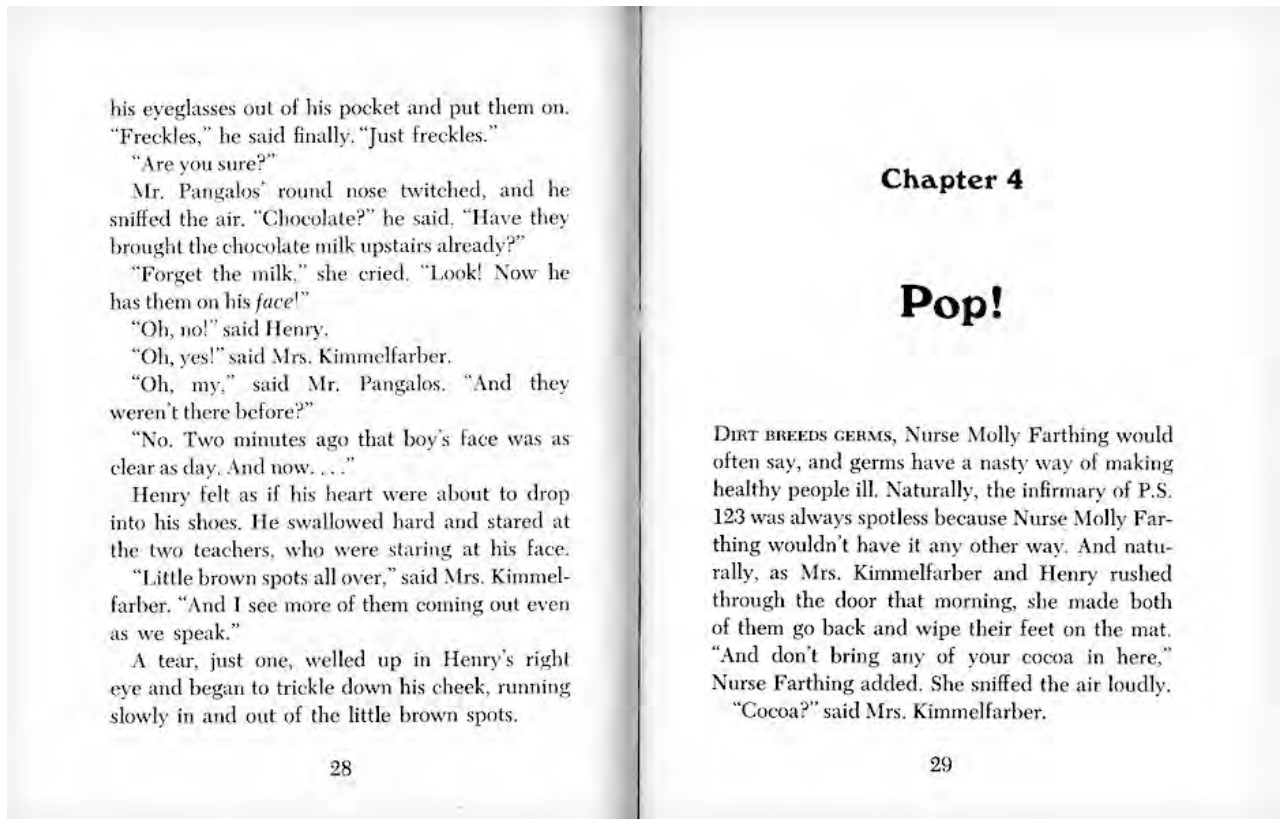 his eyeglasses out of his pocket and put them on.
"Freckles," he said finally. "Just freckles."
"Are you sure?"
Mr. Pangalos' round nose twitched, and he
sniffed the air. "Chocolate?" he said. "Have they
brought the chocolate milk upstairs already?"
"Forget the milk," she cried. "Look! Now he
has them on his face!"
"Oh, no!" said Henry.
"Oh, yes!" said Mrs. Kimmelfarber.
"Oh, my," said Mr. Pangalos. "And they
weren't there before?"
"No. Two minutes ago that boy's face was as
clear as day. And now. . . ."
Henry felt as if his heart were about to drop
into his shoes. He swallowed hard and stared at
the two teachers, who were staring at his face.
"Little brown spots all over," said Mrs. Kimmel-
farber. "And I see more of them coming out even
as we speak."
A tear, just one, welled up in Henry's right
eye and began to trickle down his cheek, running
slowly in and out of the little brown spots.
28
Chapter 4
Pop!
DIRT BREEDS GERMS, Nurse Molly Farthing would
often say, and germs have a nasty way of making
healthy people ill. Naturally, the infirmary of P.S.
123 was always spotless because Nurse Molly Far-
thing wouldn't have it any other way. And natu-
rally, as Mrs. Kimmelfarber and Henry rushed
through the door that morning, she made both
of them go back and wipe their feet on the mat.
"And don't bring any of your cocoa in here,"
Nurse Farthing added. She sniffed the air loudly.
"Cocoa?" said Mrs. Kimmelfarber.
29